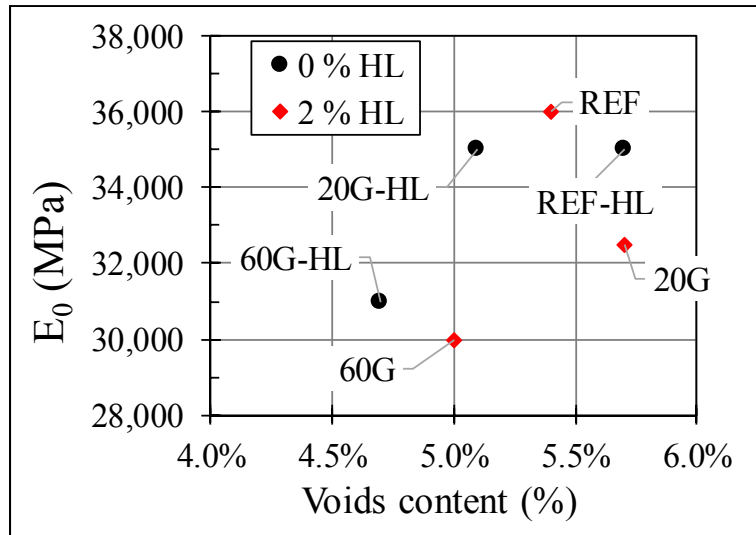 38,000
36,000
34,000
32,000
30,000
28,000
E0 (MPa)
0 % HL
2 % HL
REF
20G-HL
REF-HL
60G-HL
20G
60G
4.0% 4.5% 5.0% 5.5% 6.0%
Voids content (%)